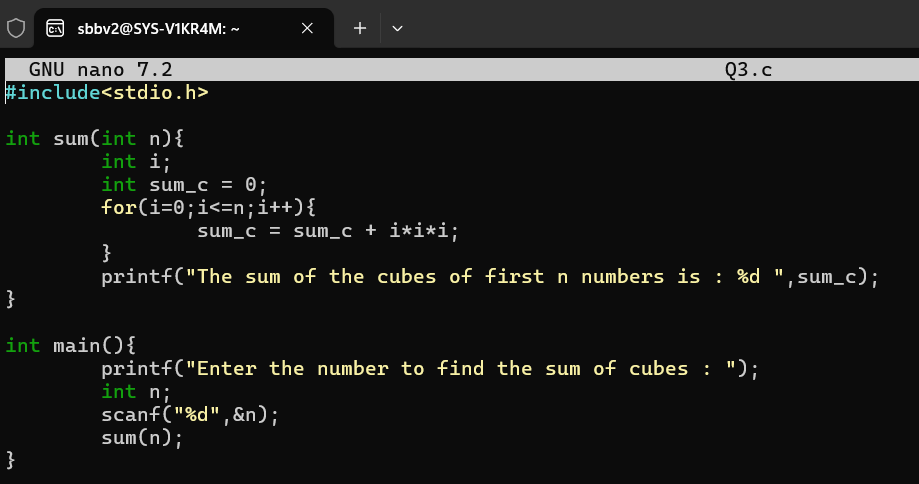 sbbv2@SYS-V1KR4M: ~
GNU nano 7.2 Q3.c
#include<stdio.h>

int sum(int n){
        int i;
        int sum_c = 0;
        for(i=0;i<=n;i++){
                sum_c = sum_c + i*i*i;
        }
        printf("The sum of the cubes of first n numbers is : %d ",sum_c);
}

int main(){
        printf("Enter the number to find the sum of cubes : ");
        int n;
        scanf("%d",&n);
        sum(n);
}